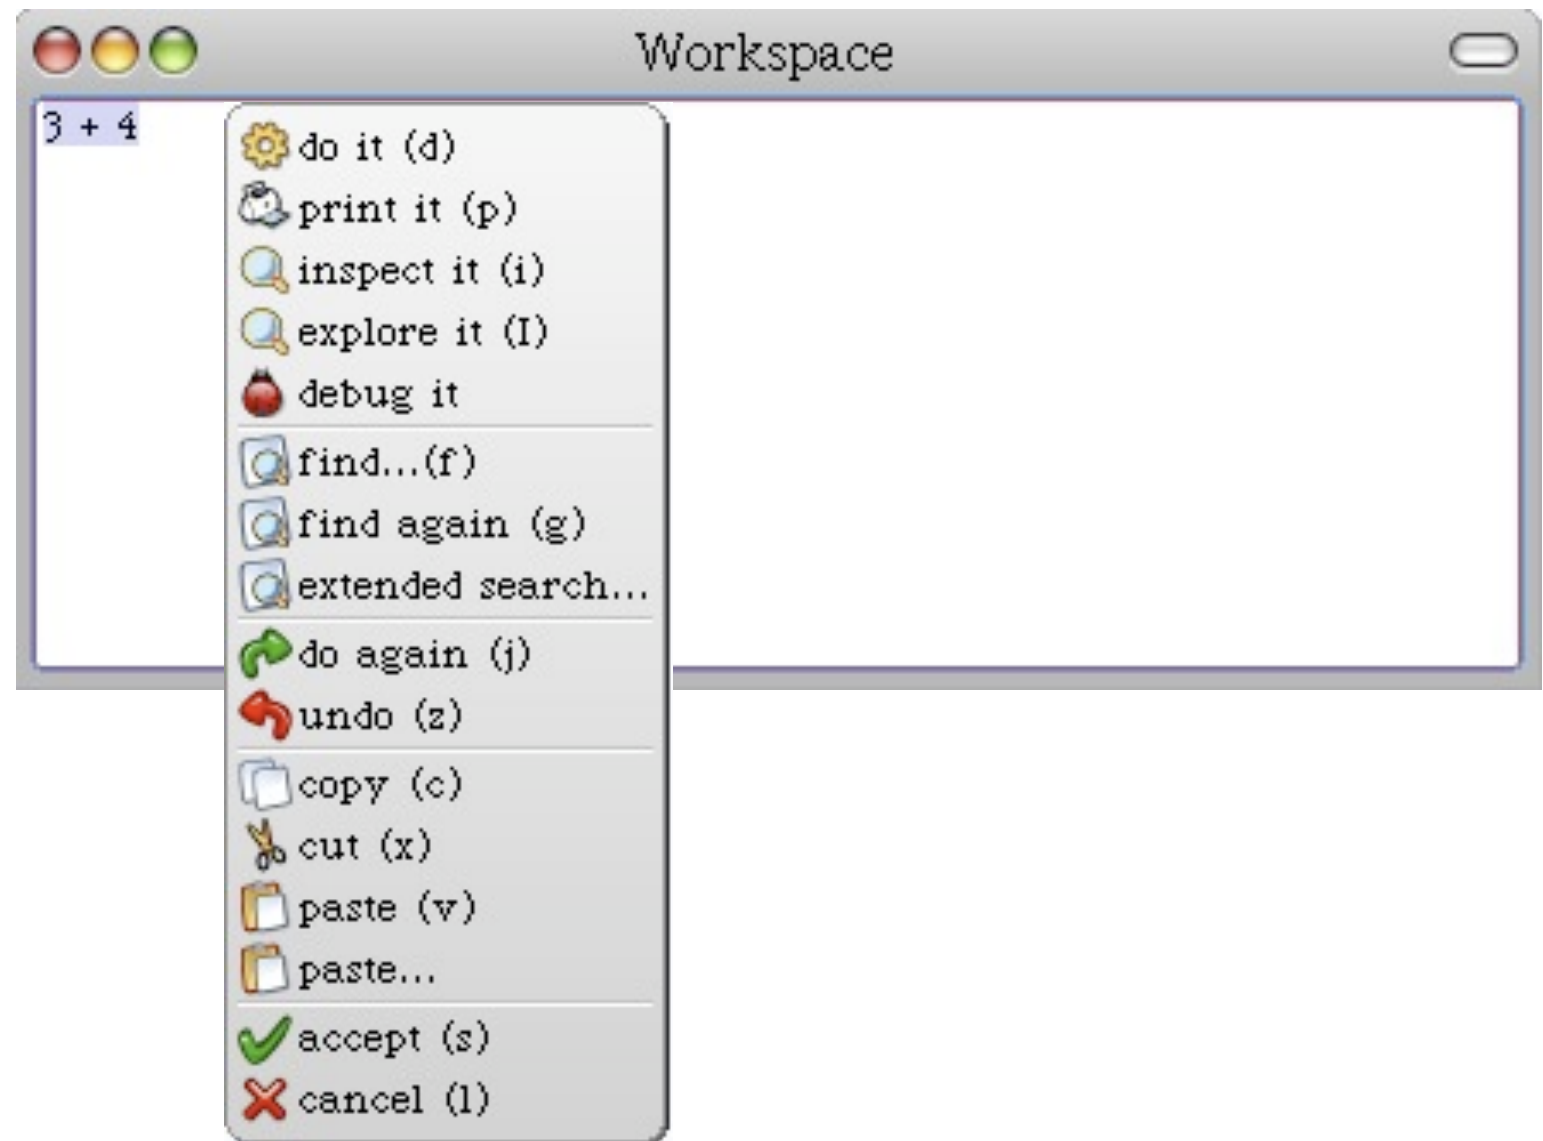 Workspace
3 + 4
do it (d)
print it (p)
inspect it (i)
explore it (I)
debug it
find...(f)
find again (g)
extended search...
do again (j)
undo (z)
copy (c)
cut (x)
paste (v)
paste...
accept (s)
cancel (l)